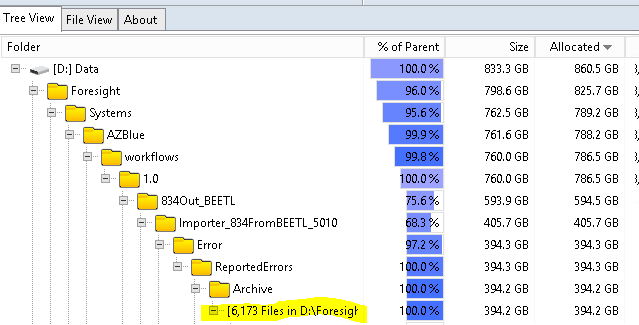 Tree View File View About
Folder % of Parent Size Allocated
[D:] Data 100.0 % 833.3 GB 860.5 GB
Foresight 96.0 % 798.6 GB 825.7 GB
Systems 95.6 % 762.5 GB 789.2 GB
AZBlue 99.9 % 761.6 GB 788.2 GB
workflows 99.8 % 760.0 GB 786.5 GB
1.0 100.0 % 760.0 GB 786.5 GB
834Out_BEETL 75.6 % 593.9 GB 594.5 GB
Importer_834FromBEETL_5010 68.3 % 405.7 GB 405.7 GB
Error 97.2 % 394.3 GB 394.3 GB
ReportedErrors 100.0 % 394.2 GB 394.3 GB
Archive 100.0 % 394.2 GB 394.3 GB
[6,173 Files in D:\Foresigh 100.0 % 394.2 GB 394.3 GB